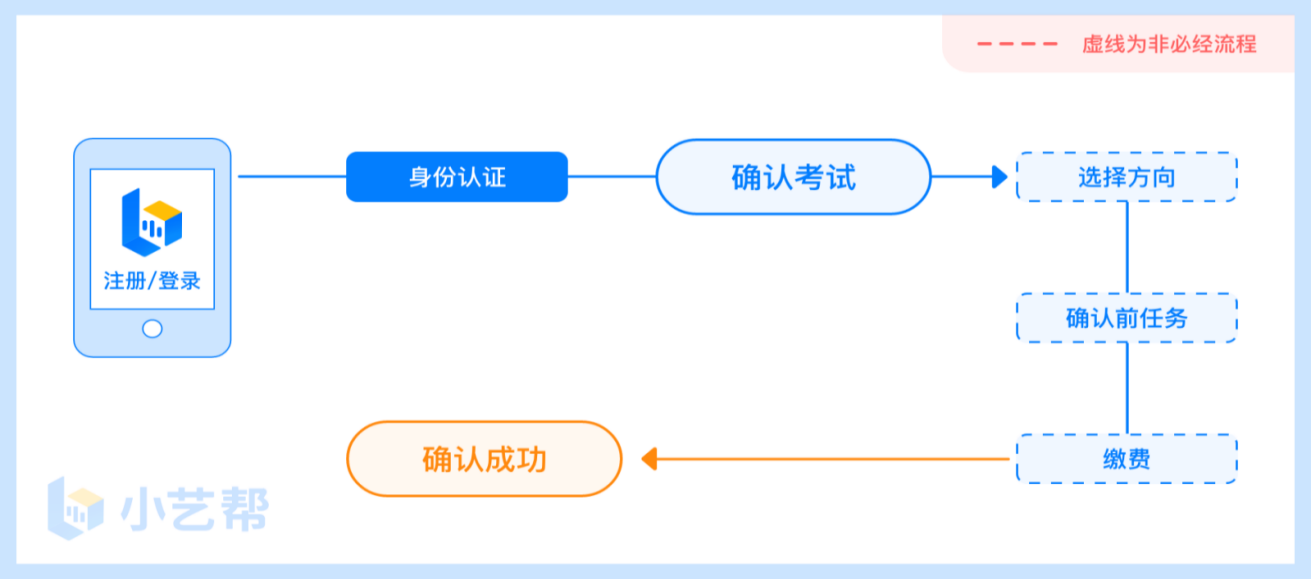 虚线为非必经流程
注册/登录
身份认证
确认考试
选择方向
确认前任务
缴费
确认成功
小艺帮